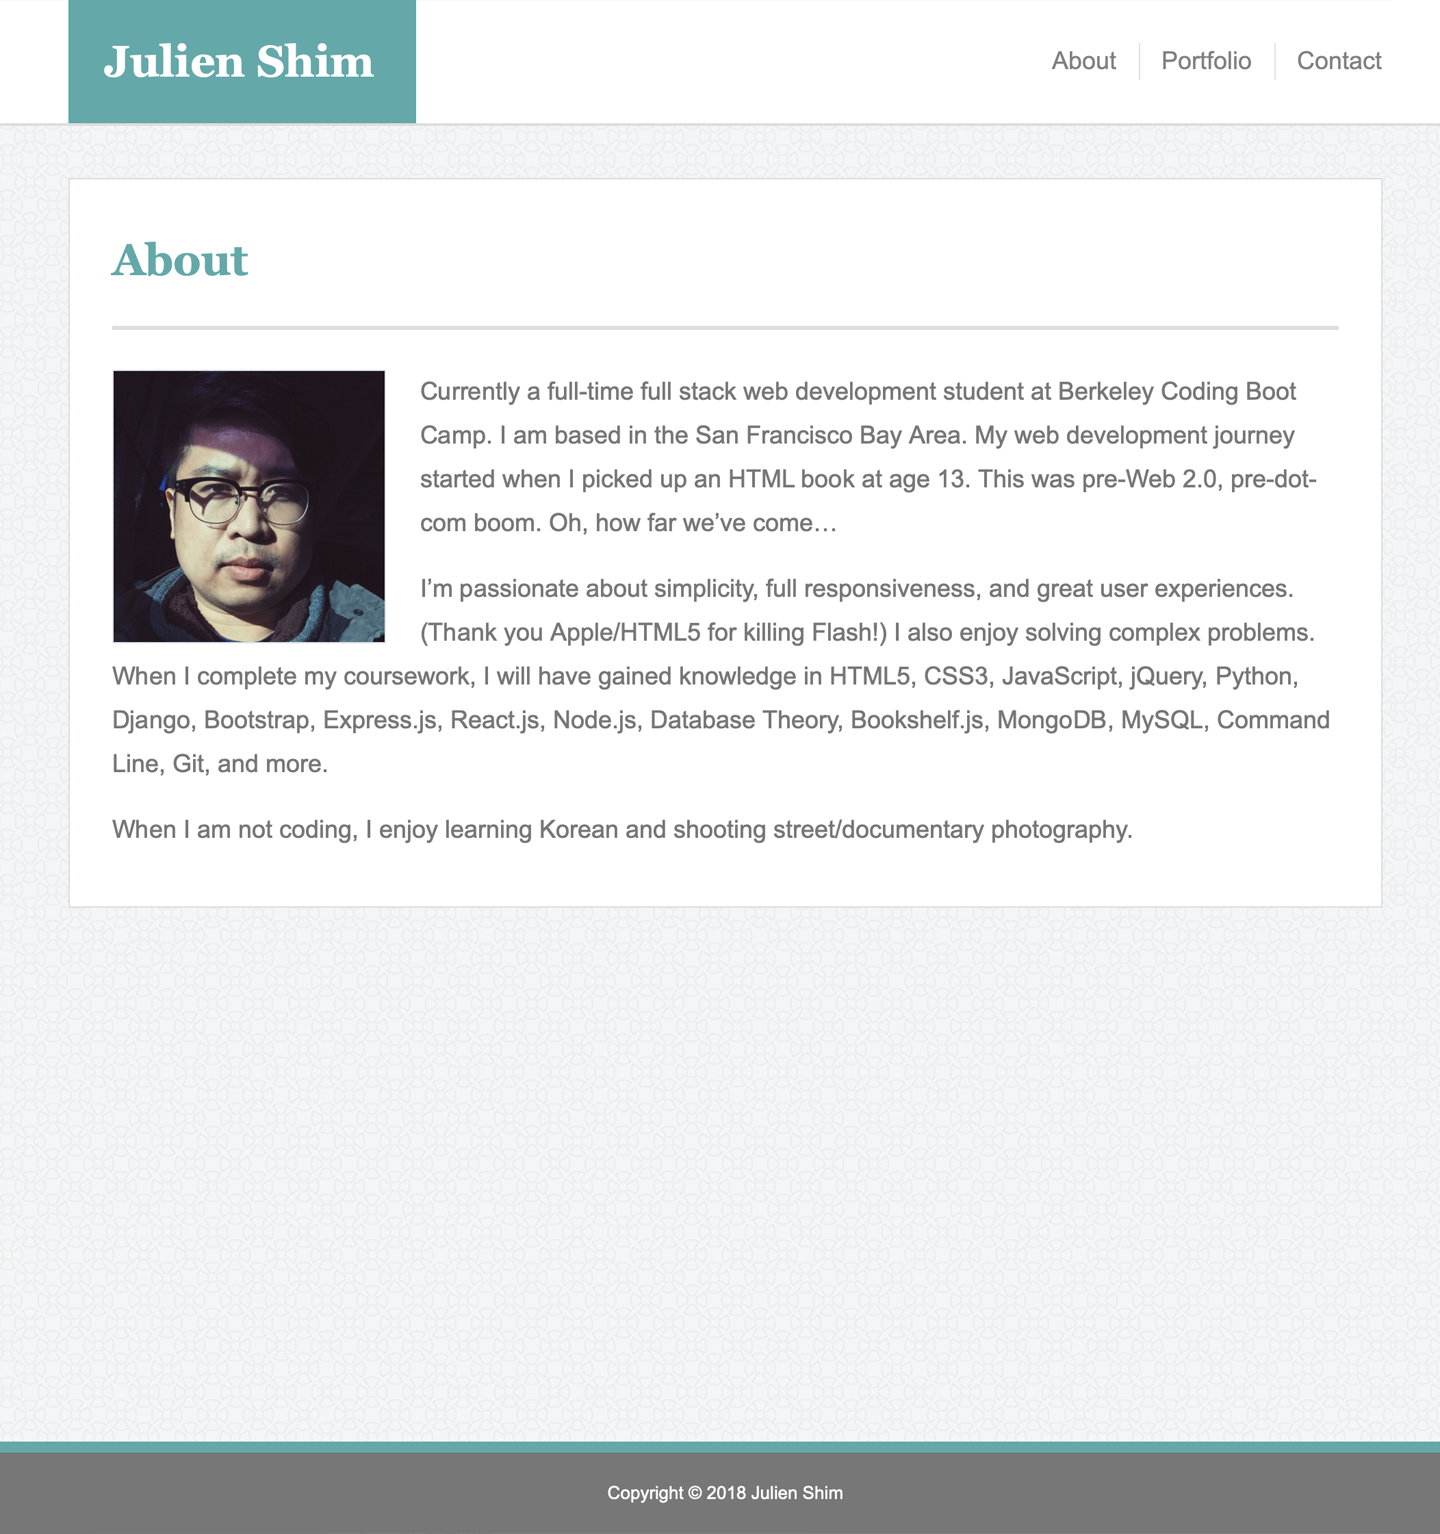 Julien Shim
About
Portfolio
Contact
About
Currently a full-time full stack web development student at Berkeley Coding Boot
Camp. I am based in the San Francisco Bay Area. My web development journey
started when I picked up an HTML book at age 13. This was pre-Web 2.0, pre-dot-
com boom. Oh, how far we’ve come…
I’m passionate about simplicity, full responsiveness, and great user experiences.
(Thank you Apple/HTML5 for killing Flash!) I also enjoy solving complex problems.
When I complete my coursework, I will have gained knowledge in HTML5, CSS3, JavaScript, jQuery, Python,
Django, Bootstrap, Express.js, React.js, Node.js, Database Theory, Bookshelf.js, MongoDB, MySQL, Command
Line, Git, and more.
When I am not coding, I enjoy learning Korean and shooting street/documentary photography.
Copyright © 2018 Julien Shim